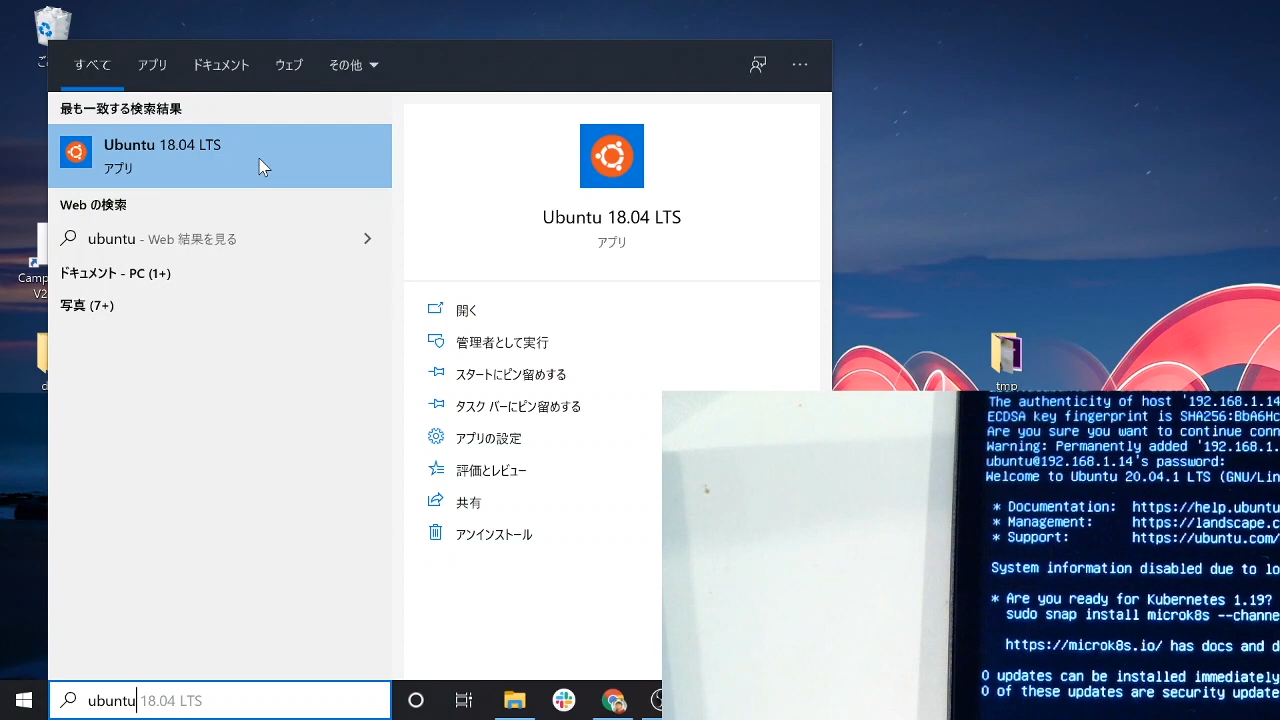 すべて
アプリ
ドキュメント
ウェブ
その他
最も一致する検索結果
Ubuntu 18.04 LTS
アプリ
Web の検索
ubuntu - Web 結果を見る
ドキュメント - PC (1+)
写真 (7+)
Ubuntu 18.04 LTS
アプリ
開く
管理者として実行
スタートにピン留めする
タスク バーにピン留めする
アプリの設定
評価とレビュー
共有
アンインストール
ubuntu 18.04 LTS
Camp
V2
tmp
The authenticity of host '192.168.1.14
ECDSA key fingerprint is SHA256:BbA6Hc
Are you sure you want to continue conn
Warning: Permanently added '192.168.1.
ubuntu@192.168.1.14's password:
Welcome to Ubuntu 20.04.1 LTS (GNU/Lin
* Documentation: https://help.ubuntu
* Management: https://landscape.c
* Support: https://ubuntu.com/
System information disabled due to lo
* Are you ready for Kubernetes 1.19?
sudo snap install microk8s --channe
https://microk8s.io/ has docs and d
0 updates can be installed immediately
0 of these updates are security update